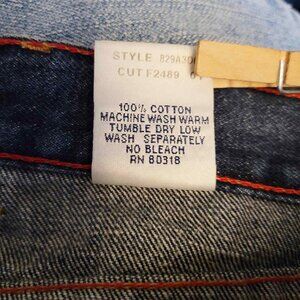 STYLE
CUT F2489
100% COTTON
MACHINE WASH WARM
TUMBLE DRY LOW
WASH SEPARATELY
NO BLEACH
RN 80318